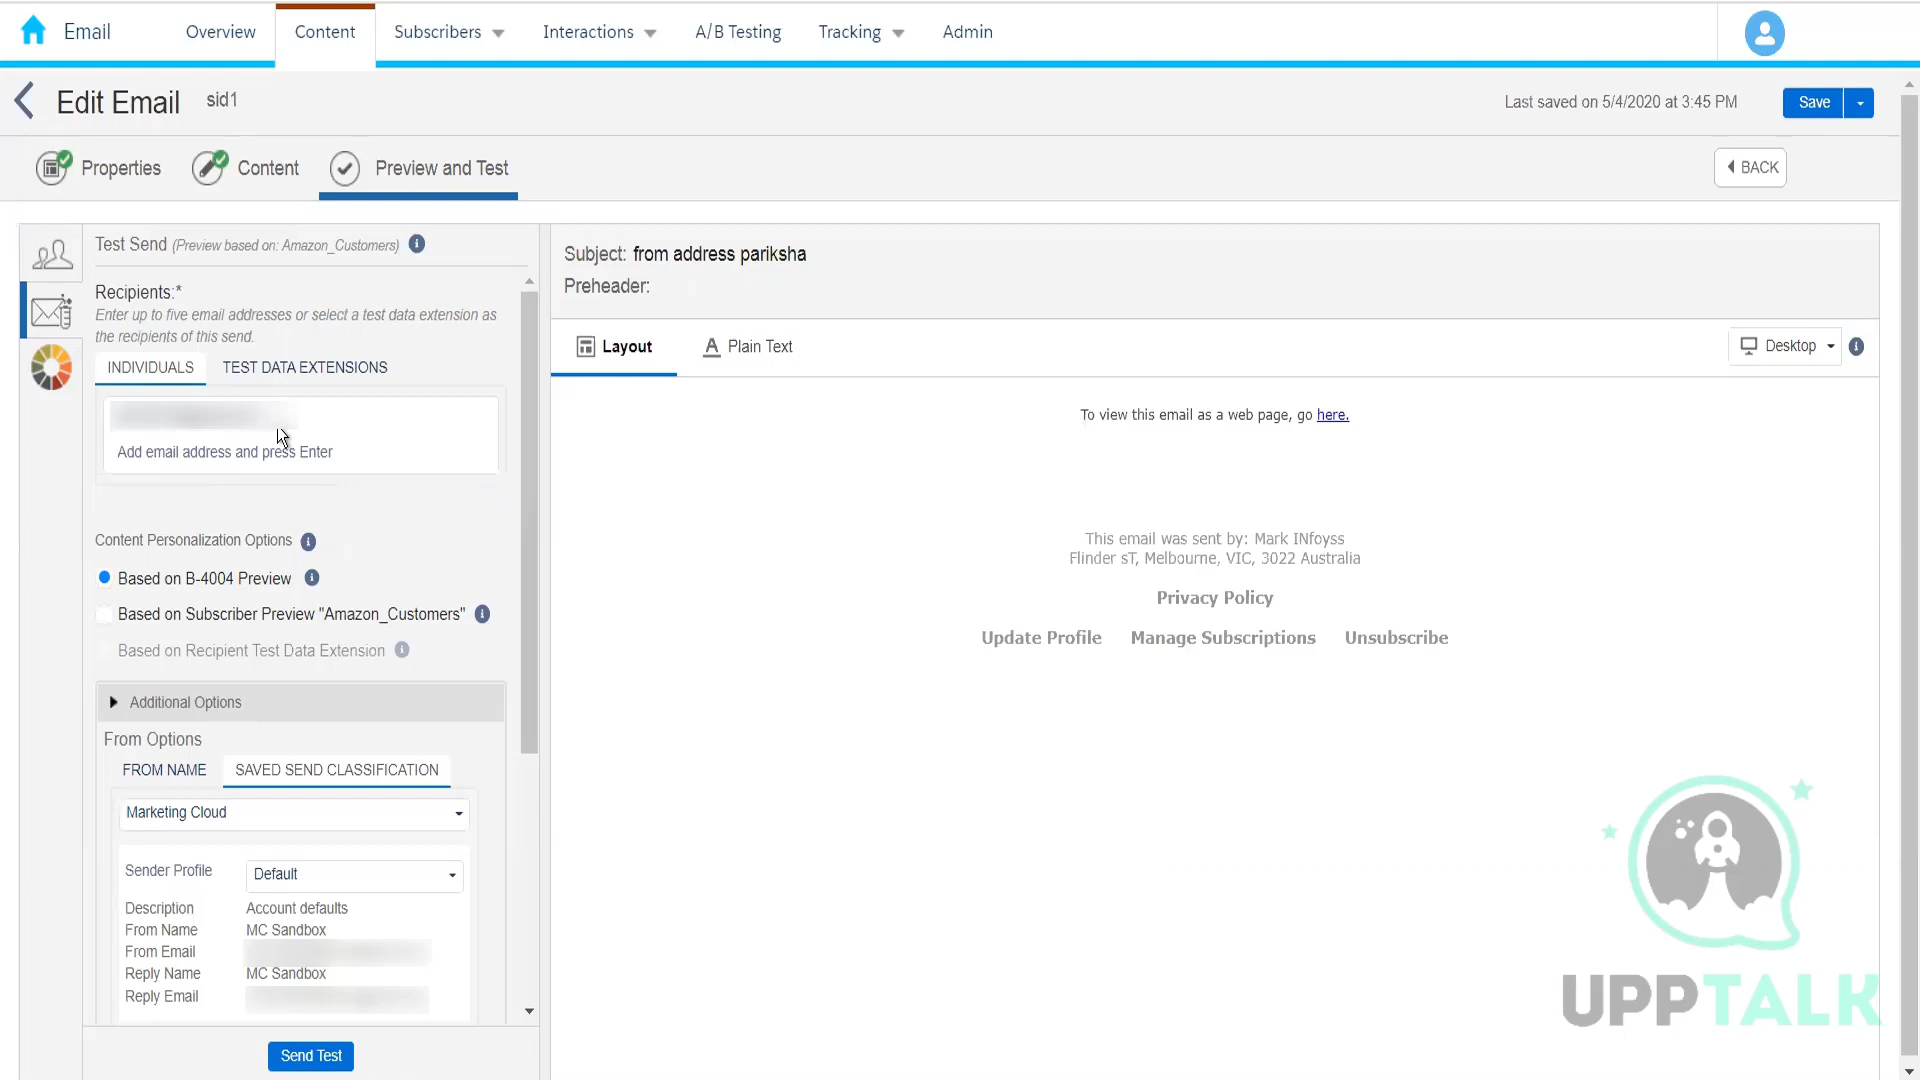 Email
Overview
Content
Subscribers
Interactions
A/B Testing
Tracking
Admin
Edit Email
sid1
Last saved on 5/4/2020 at 3:45 PM
Save
Properties
Content
Preview and Test
BACK
Test Send (Preview based on: Amazon_Customers)
Recipients:*
Enter up to five email addresses or select a test data extension as
the recipients of this send.
INDIVIDUALS
TEST DATA EXTENSIONS
Add email address and press Enter
Content Personalization Options
Based on B-4004 Preview
Based on Subscriber Preview "Amazon_Customers"
Based on Recipient Test Data Extension
Additional Options
From Options
FROM NAME
SAVED SEND CLASSIFICATION
Marketing Cloud
Sender Profile
Default
Description
Account defaults
From Name
MC Sandbox
From Email
Reply Name
MC Sandbox
Reply Email
Send Test
Subject: from address pariksha
Preheader:
Layout
Plain Text
Desktop
To view this email as a web page, go here.
This email was sent by: Mark INfoyss
Flinder sT, Melbourne, VIC, 3022 Australia
Privacy Policy
Update Profile
Manage Subscriptions
Unsubscribe
UPPTALK